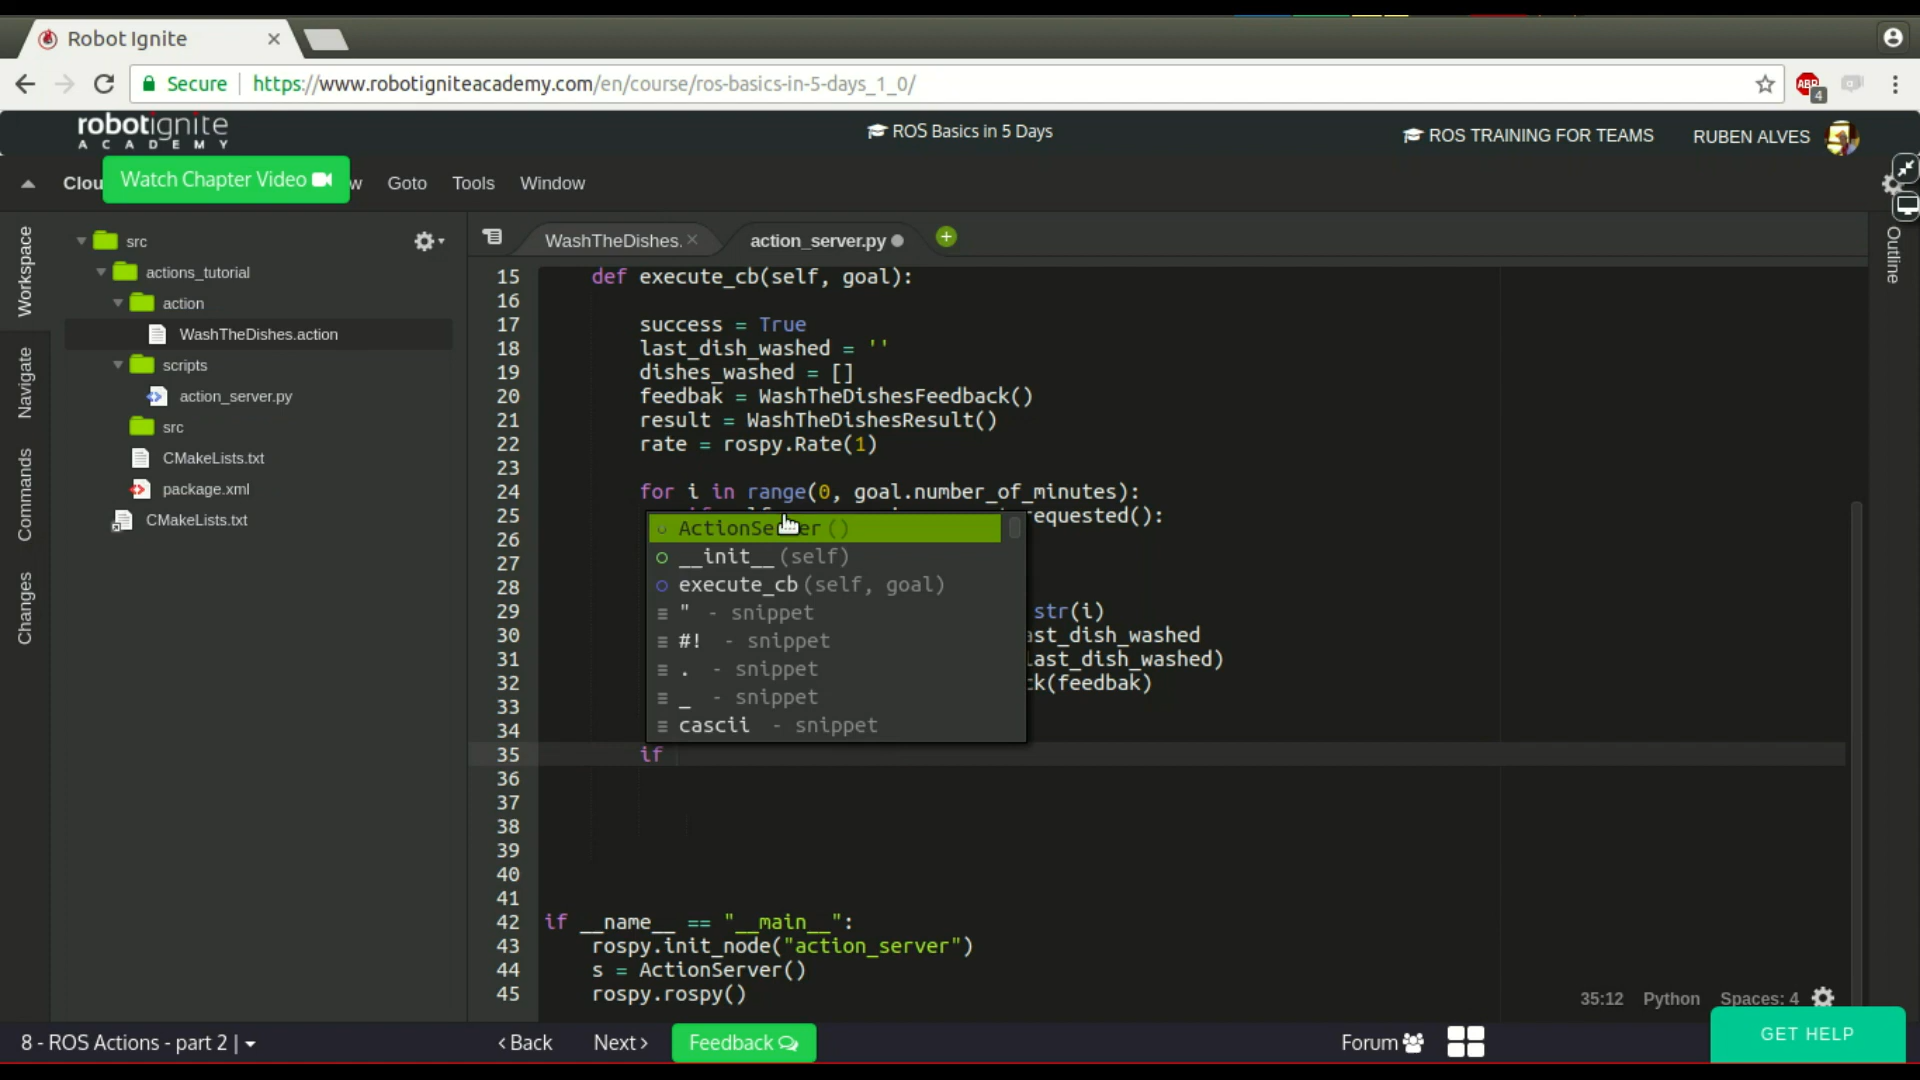 Robot Ignite
Secure https://www.robotigniteacademy.com/en/course/ros-basics-in-5-days_1_0/
ABP 4
robotignite
ACADEMY
ROS Basics in 5 Days
ROS TRAINING FOR TEAMS
RUBEN ALVES
Clou
Watch Chapter Video
w Goto Tools Window
Workspace
Navigate
Commands
Changes
src
actions_tutorial
action
WashTheDishes.action
scripts
action_server.py
src
CMakeLists.txt
package.xml
CMakeLists.txt
WashTheDishes. action_server.py
Outline
15 def execute_cb(self, goal):
16
17 success = True
18 last_dish_washed = ''
19 dishes_washed = []
20 feedbak = WashTheDishesFeedback()
21 result = WashTheDishesResult()
22 rate = rospy.Rate(1)
23
24 for i in range(0, goal.number_of_minutes):
25 requested():
26
27
28
29 str(i)
30 ast_dish_washed
31 last_dish_washed)
32 ck(feedbak)
33
34
35 if
36
37
38
39
40
41
42 if __name__ == "__main__":
43 rospy.init_node("action_server")
44 s = ActionServer()
45 rospy.rospy()
ActionServer()
__init__(self)
execute_cb(self, goal)
" - snippet
#! - snippet
. - snippet
_ - snippet
cascii - snippet
35:12 Python Spaces: 4
8 - ROS Actions - part 2 |
< Back Next > Feedback
Forum
GET HELP